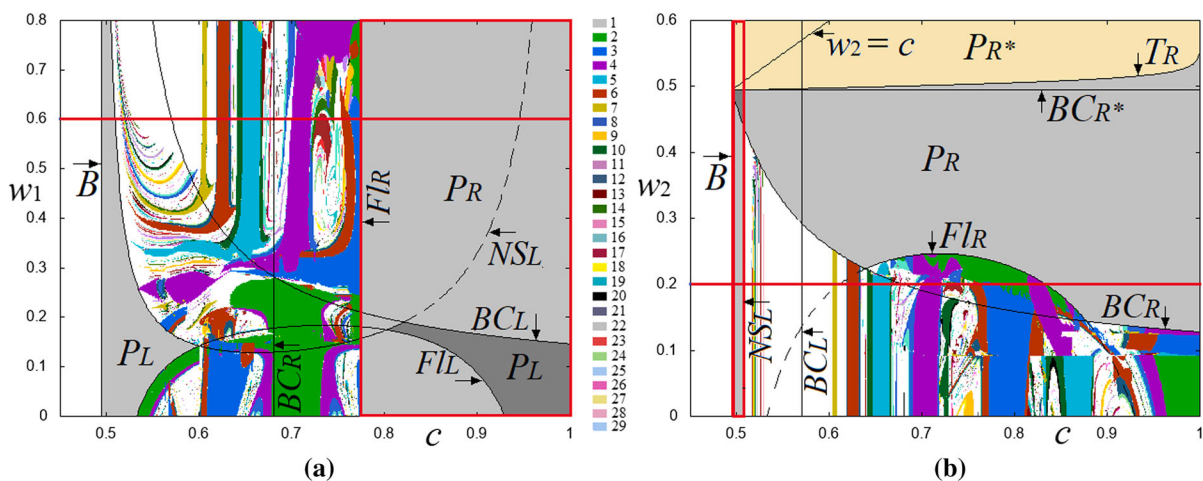 0.8
0.7
0.6
w1 0.5
0.4
0.3
0.2
0.1
0
0.5 0.6 0.7 0.8 c 0.9 1
B
FlR
PR
NSL
BCL
PL
BCR
FlL
PL
(a)
1
2
3
4
5
6
7
8
9
10
11
12
13
14
15
16
17
18
19
20
21
22
23
24
25
26
27
28
29
0.6
0.5
0.4
w2
0.3
0.2
0.1
0
0.5 0.6 0.7 0.8 c 0.9 1
w2 = c
PR*
TR
BCR*
B
PR
FlR
NSL
BCL
BCR
(b)